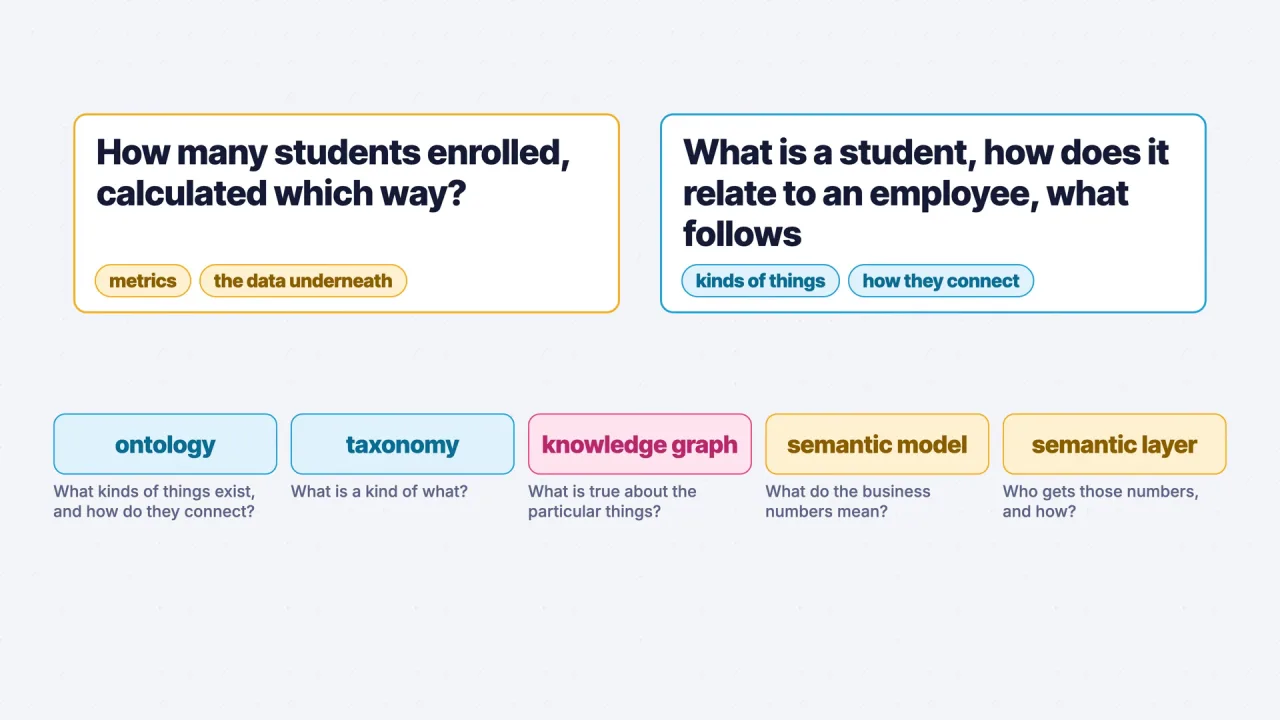 How many students enrolled,
calculated which way?
metrics
the data underneath
What is a student, how does it
relate to an employee, what
follows
kinds of things
how they connect
ontology
What kinds of things exist,
and how do they connect?
taxonomy
What is a kind of what?
knowledge graph
What is true about the
particular things?
semantic model
What do the business
numbers mean?
semantic layer
Who gets those numbers,
and how?